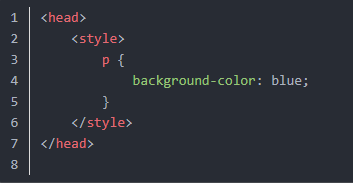 1 <head>
2     <style>
3         p {
4             background-color: blue;
5         }
6     </style>
7 </head>
8